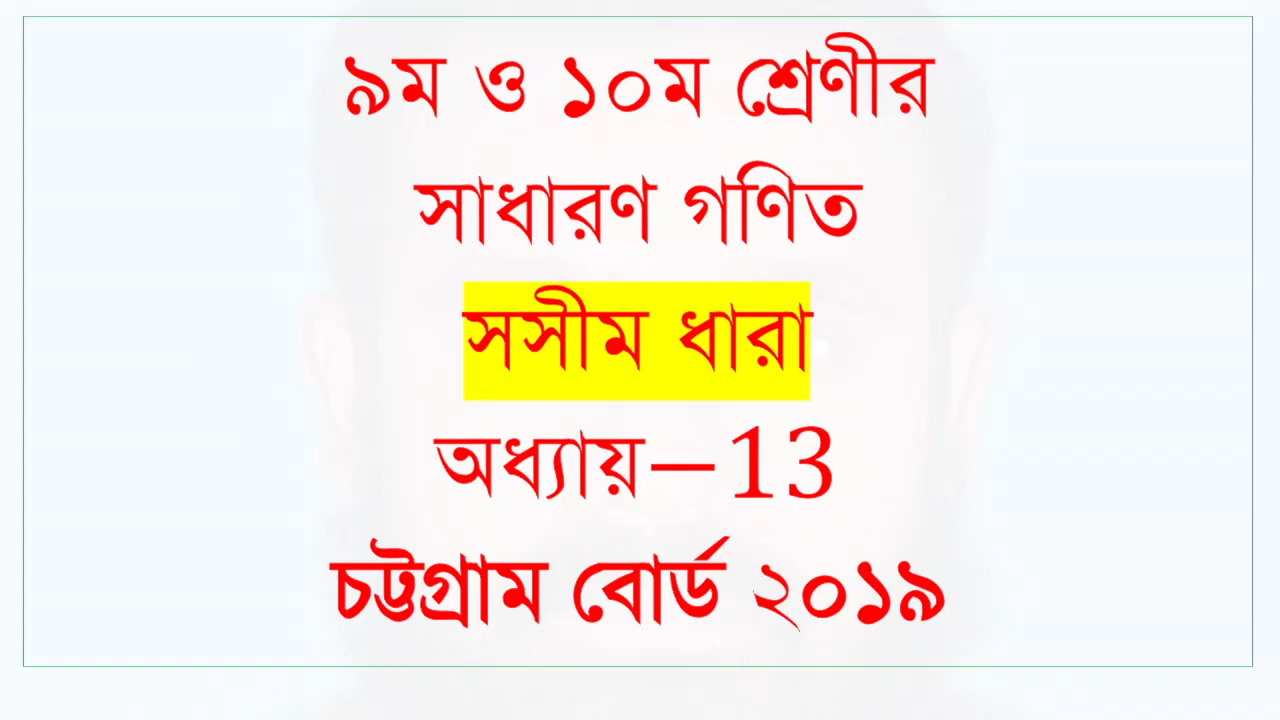 ৯ম ও ১০ম শ্রেণীর
সাধারণ গণিত
সসীম ধারা
অধ্যায়−13
চট্টগ্রাম বোর্ড ২০১৯